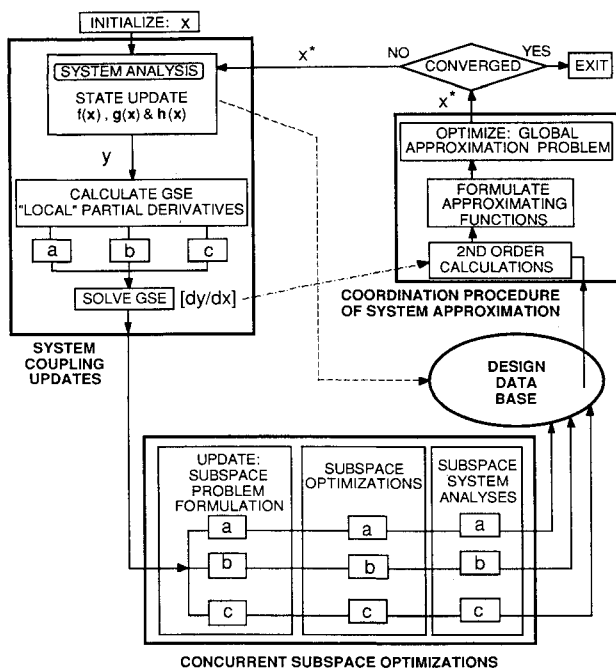 INITIALIZE: x
SYSTEM ANALYSIS
STATE UPDATE
f(x) , g(x) & h(x)
y
CALCULATE GSE
"LOCAL" PARTIAL DERIVATIVES
a
b
c
SOLVE GSE
[dy/dx]
SYSTEM
COUPLING
UPDATES
x*
NO
CONVERGED
YES
EXIT
x*
OPTIMIZE: GLOBAL
APPROXIMATION PROBLEM
FORMULATE
APPROXIMATING
FUNCTIONS
2ND ORDER
CALCULATIONS
COORDINATION PROCEDURE
OF SYSTEM APPROXIMATION
DESIGN
DATA
BASE
UPDATE:
SUBSPACE
PROBLEM
FORMULATION
a
b
c
SUBSPACE
OPTIMIZATIONS
a
b
c
SUBSPACE
SYSTEM
ANALYSES
a
b
c
CONCURRENT SUBSPACE OPTIMIZATIONS